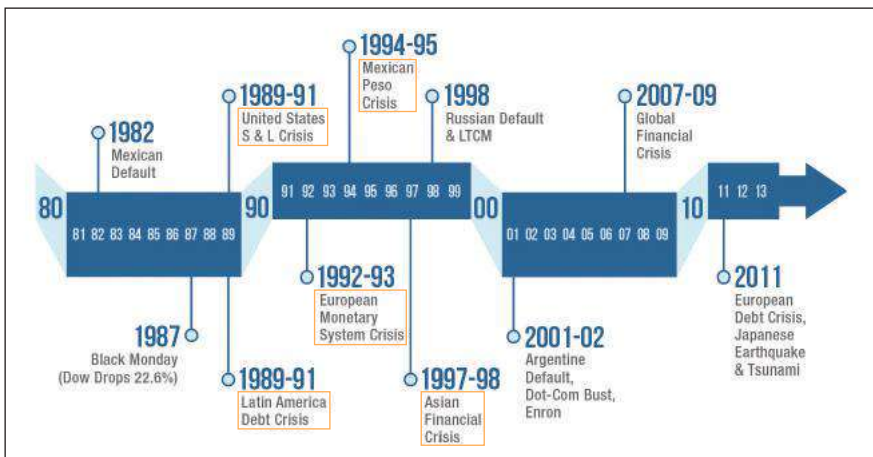 1994-95
Mexican
Peso
Crisis
1989-91
United States
S & L Crisis
1998
Russian Default
& LTCM
2007-09
Global
Financial
Crisis
1982
Mexican
Default
80
81 82 83 84 85 86 87 88 89
90
91 92 93 94 95 96 97 98 99
00
01 02 03 04 05 06 07 08 09
10
11 12 13
1987
Black Monday
(Dow Drops 22.6%)
1989-91
Latin America
Debt Crisis
1992-93
European
Monetary
System Crisis
1997-98
Asian
Financial
Crisis
2001-02
Argentine
Default,
Dot-Com Bust,
Enron
2011
European
Debt Crisis,
Japanese
Earthquake
& Tsunami